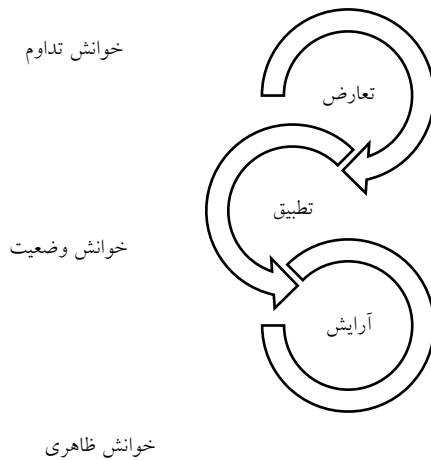 خوانش تداوم
تعارض
تطبیق
خوانش وضعیت
آرایش
خوانش ظاهری